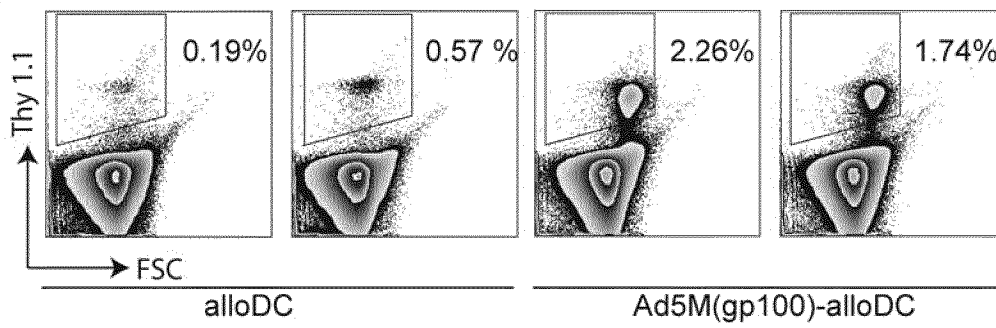 0.19%
0.57 %
2.26%
1.74%
Thy 1.1
FSC
alloDC
Ad5M(gp100)-alloDC